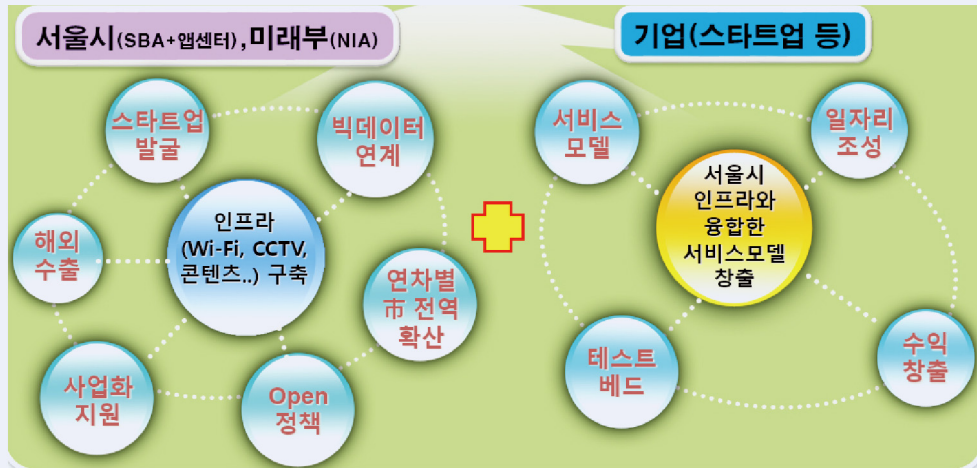 서울시(SBA+앱센터),미래부(NIA)
스타트업
발굴
빅데이터
연계
해외
수출
인프라
(Wi-Fi, CCTV,
콘텐츠..) 구축
연차별
市 전역
확산
사업화
지원
Open
정책
기업(스타트업 등)
서비스
모델
일자리
조성
서울시
인프라와
융합한
서비스모델
창출
테스트
베드
수익
창출